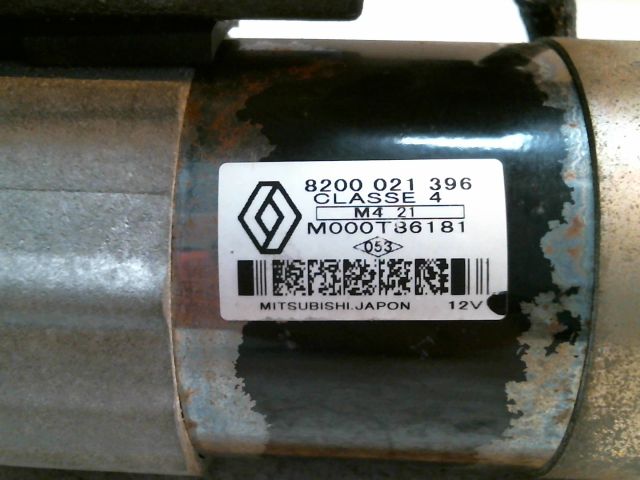 8200 021 396
CLASSE 4
M4 21
M000T86181
053
MITSUBISHI.JAPON 12V